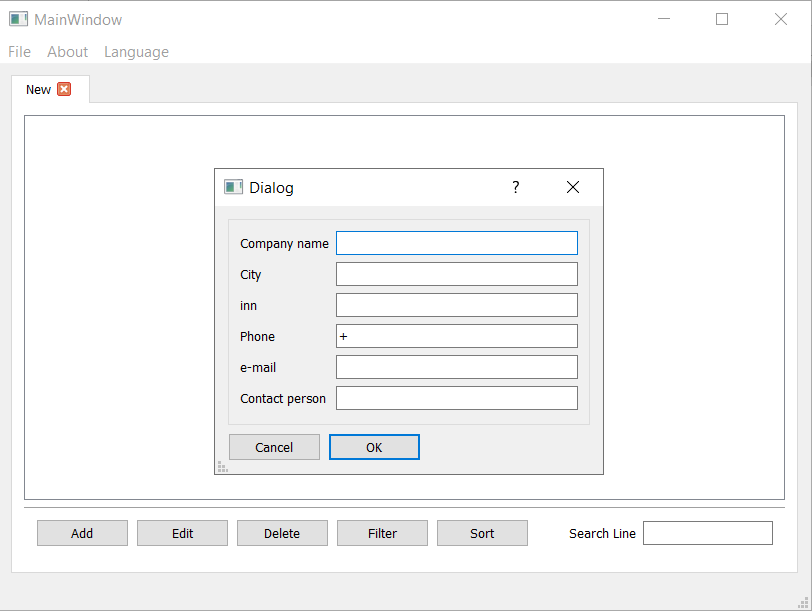 MainWindow
File About Language
New
Dialog ?
Company name
City
inn
Phone +
e-mail
Contact person
Cancel OK
Add Edit Delete Filter Sort Search Line